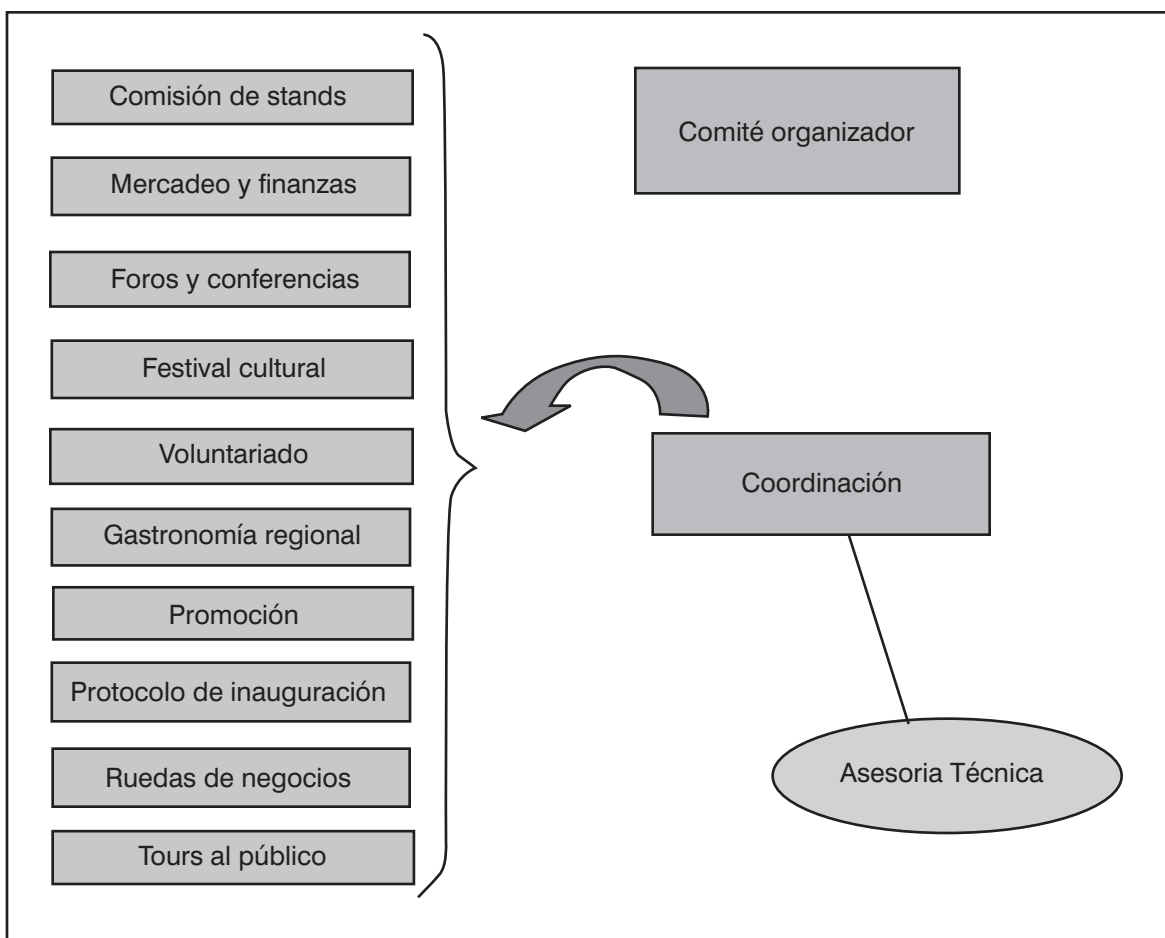 Comisión de stands
Mercadeo y finanzas
Foros y conferencias
Festival cultural
Voluntariado
Gastronomía regional
Promoción
Protocolo de inauguración
Ruedas de negocios
Tours al público
Comité organizador
Coordinación
Asesoria Técnica